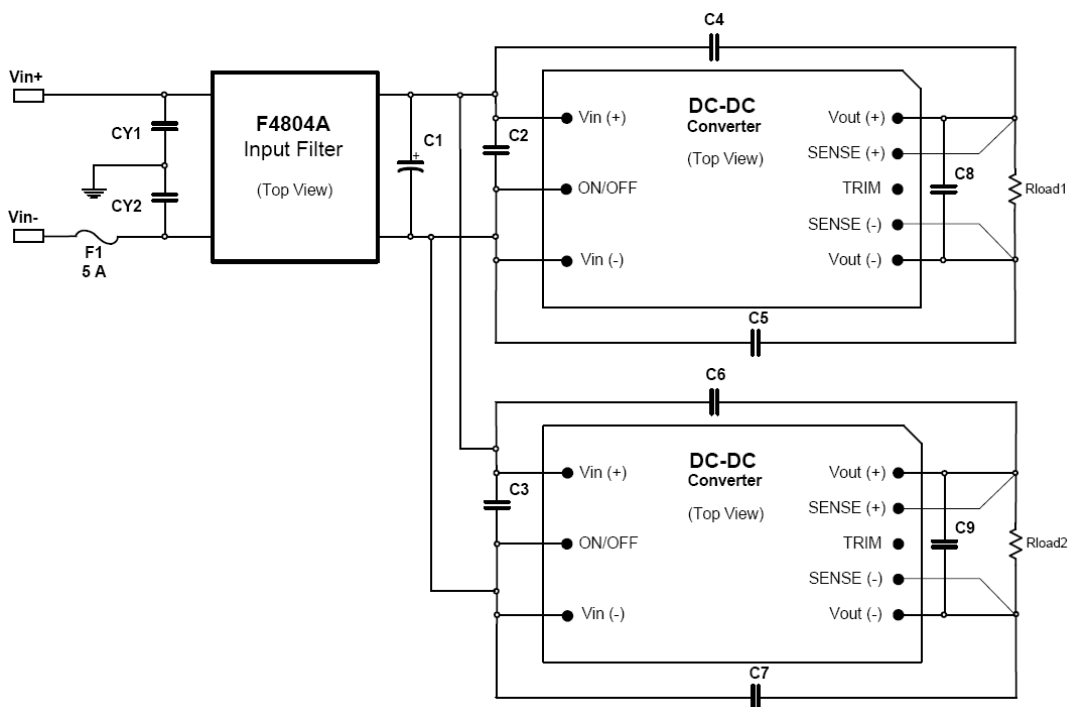 C4
Vin+
CY1
CY2
Vin-
F1
5 A
F4804A
Input Filter
(Top View)
C1
+
C2
DC-DC
Converter
(Top View)
Vin (+)
ON/OFF
Vin (-)
Vout (+)
SENSE (+)
TRIM
SENSE (-)
Vout (-)
C8
Rload1
C5
C6
C3
DC-DC
Converter
(Top View)
Vin (+)
ON/OFF
Vin (-)
Vout (+)
SENSE (+)
TRIM
SENSE (-)
Vout (-)
C9
Rload2
C7